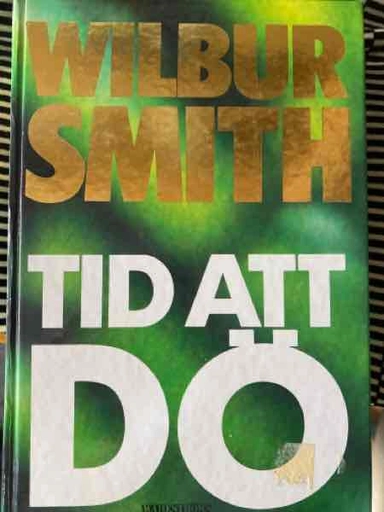 WILBUR
SMITH
TID ATT
DÖ